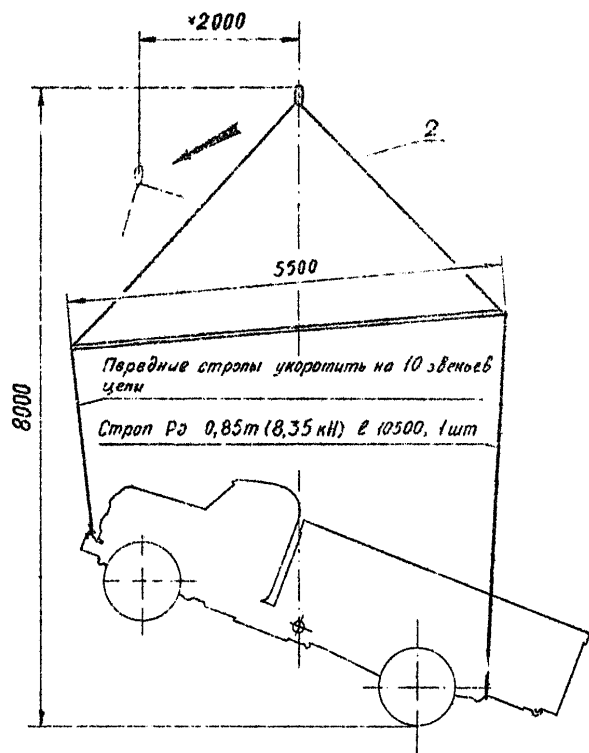 *2000
2
5500
8000
Передние стропы укоротить на 10 звеньев
цепи
Строп Рэ 0,85т (8,35 кН) ℓ 10500, 1шт